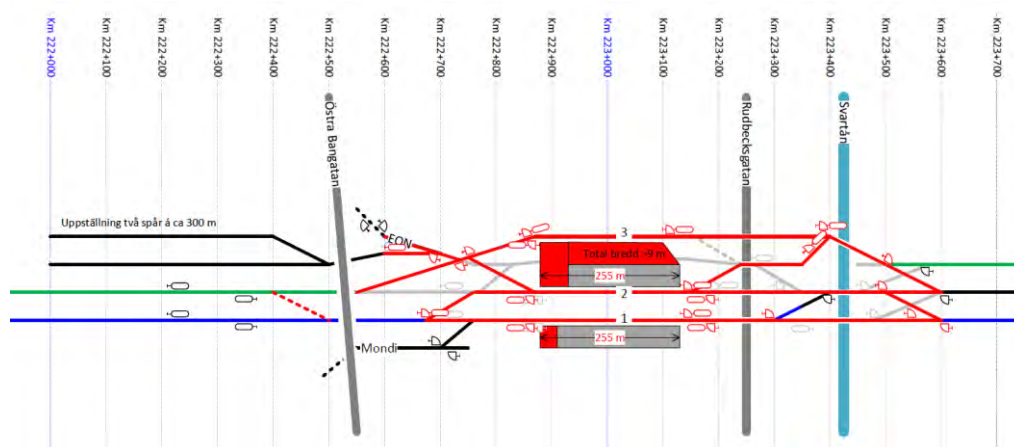 Km 222+000
Km 222+100
Km 222+200
Km 222+300
Km 222+400
Km 222+500
Km 222+600
Km 222+700
Km 222+800
Km 222+900
Km 223+000
Km 223+100
Km 223+200
Km 223+300
Km 223+400
Km 223+500
Km 223+600
Km 223+700
Östra Bangatan
Rudbecksgatan
Svartån
Uppställning två spår á ca 300 m
EON
3
Total bredd >9 m
255 m
2
1
255 m
Mondi